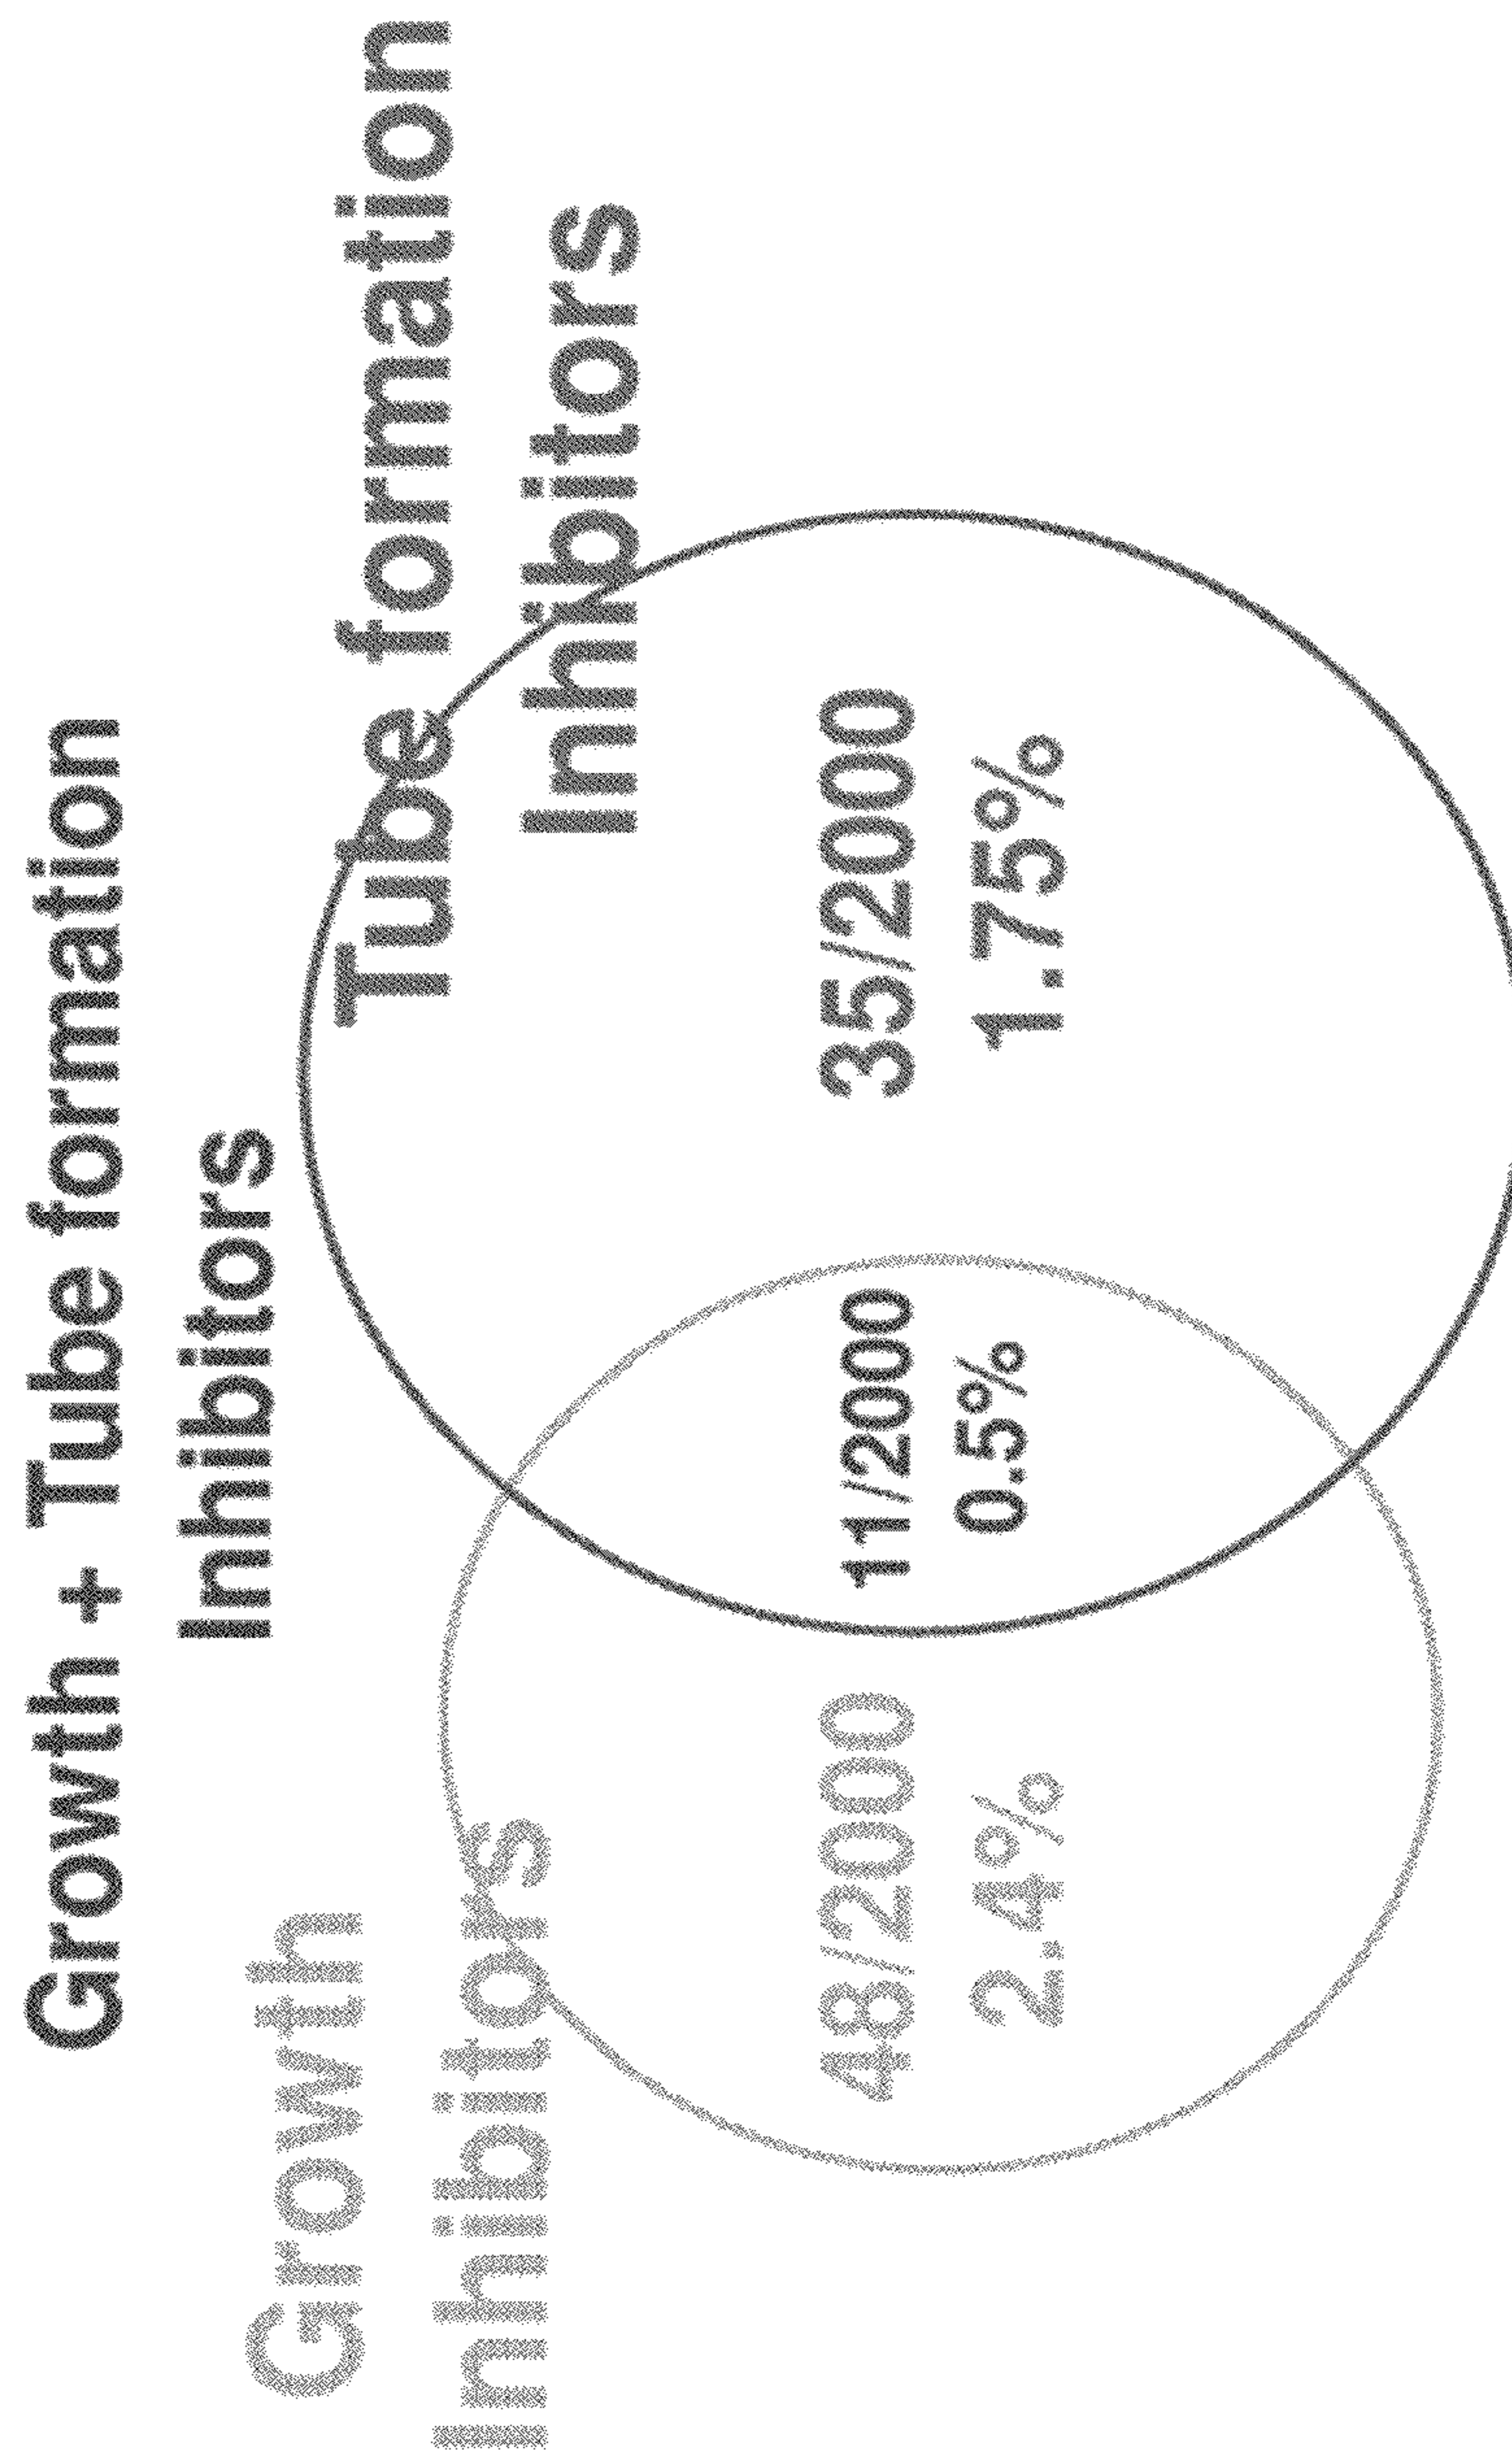 Growth + Tube formation
Inhibitors
Growth
Inhibitors
Tube formation
Inhibitors
48/2000
2.4%
11/2000
0.5%
35/2000
1.75%